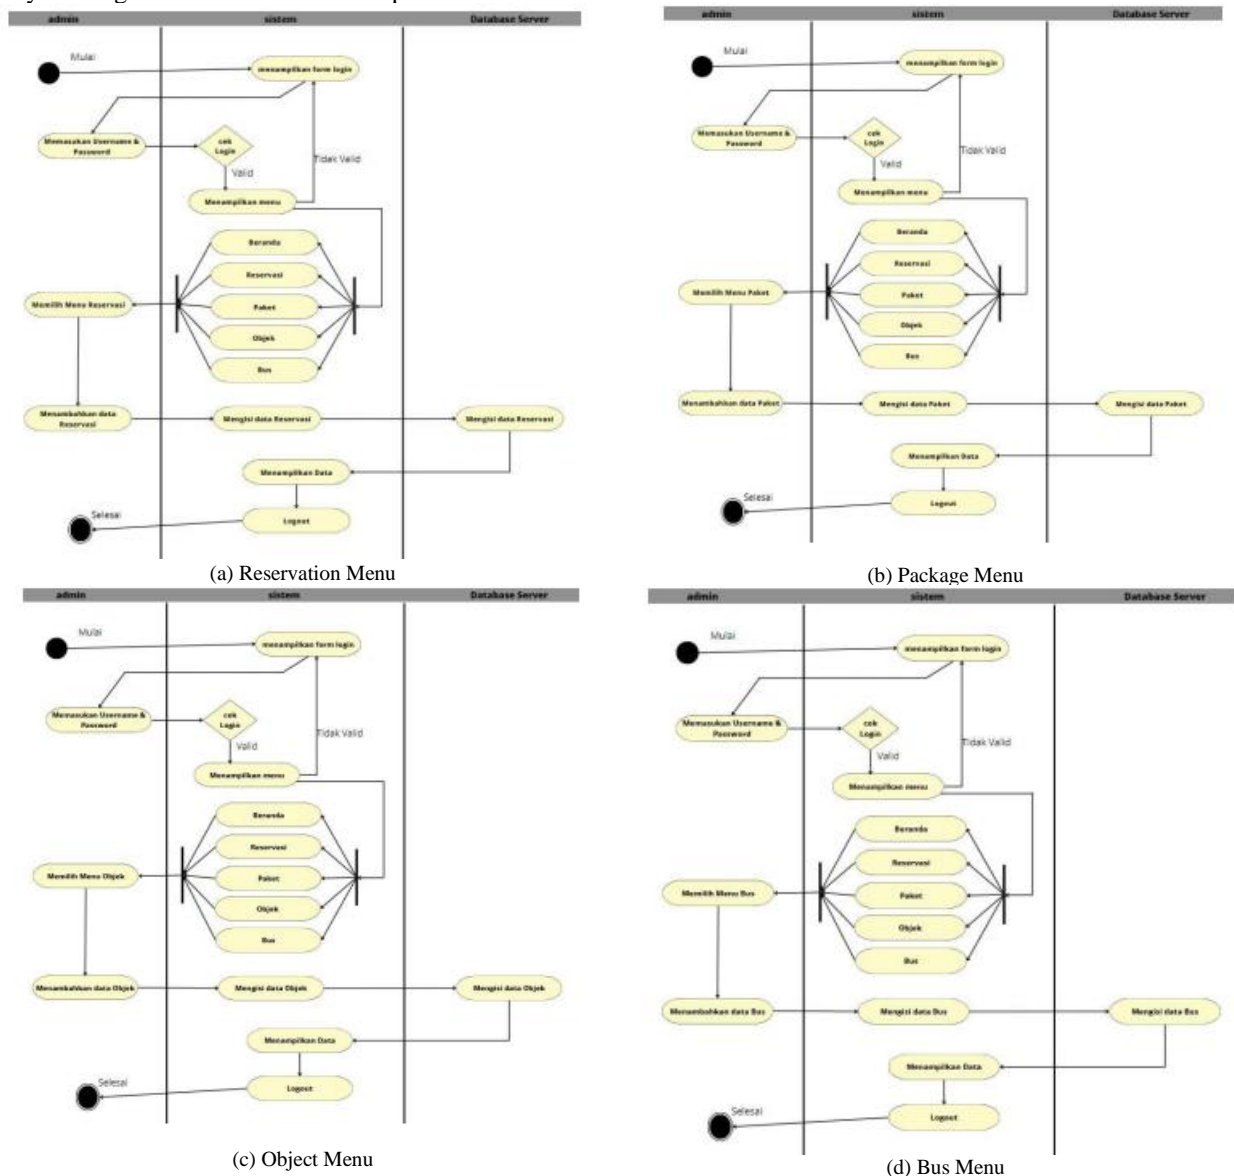 admin sistem Database Server
Mulai
menampilkan form login
Memasukan Username &
Password
cek
Login
Valid
Tidak Valid
Menampilkan menu
Beranda
Reservasi
Paket
Objek
Bus
Memilih Menu Reservasi
Menambahkan data
Reservasi
Mengisi data Reservasi
Mengisi data Reservasi
Menampilkan Data
Logout
Selesai
(a) Reservation Menu
admin sistem Database Server
Mulai
menampilkan form login
Memasukan Username &
Password
cek
Login
Valid
Tidak Valid
Menampilkan menu
Beranda
Reservasi
Paket
Objek
Bus
Memilih Menu Paket
Menambahkan data Paket
Mengisi data Paket
Mengisi data Paket
Menampilkan Data
Logout
Selesai
(b) Package Menu
admin sistem Database Server
Mulai
menampilkan form login
Memasukan Username &
Password
cek
Login
Valid
Tidak Valid
Menampilkan menu
Beranda
Reservasi
Paket
Objek
Bus
Memilih Menu Objek
Menambahkan data Objek
Mengisi data Objek
Mengisi data Objek
Menampilkan Data
Logout
Selesai
(c) Object Menu
admin sistem Database Server
Mulai
menampilkan form login
Memasukan Username &
Password
cek
Login
Valid
Tidak Valid
Menampilkan menu
Beranda
Reservasi
Paket
Objek
Bus
Memilih Menu Bus
Menambahkan data Bus
Mengisi data Bus
Mengisi data Bus
Menampilkan Data
Logout
Selesai
(d) Bus Menu